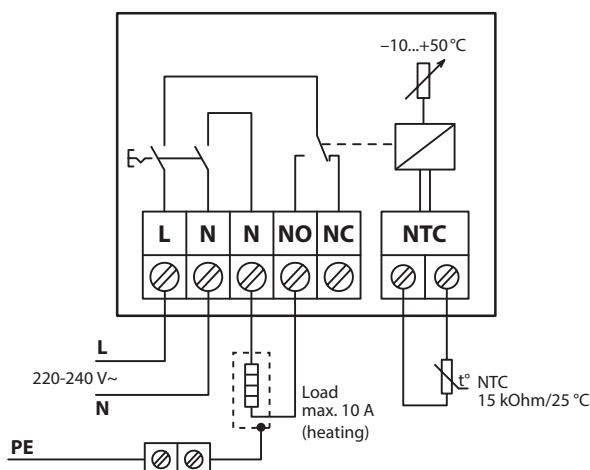 –10...+50 °C
L N N NO NC NTC
L
220-240 V~
N
Load
max. 10 A
(heating)
t° NTC
15 kOhm/25 °C
PE